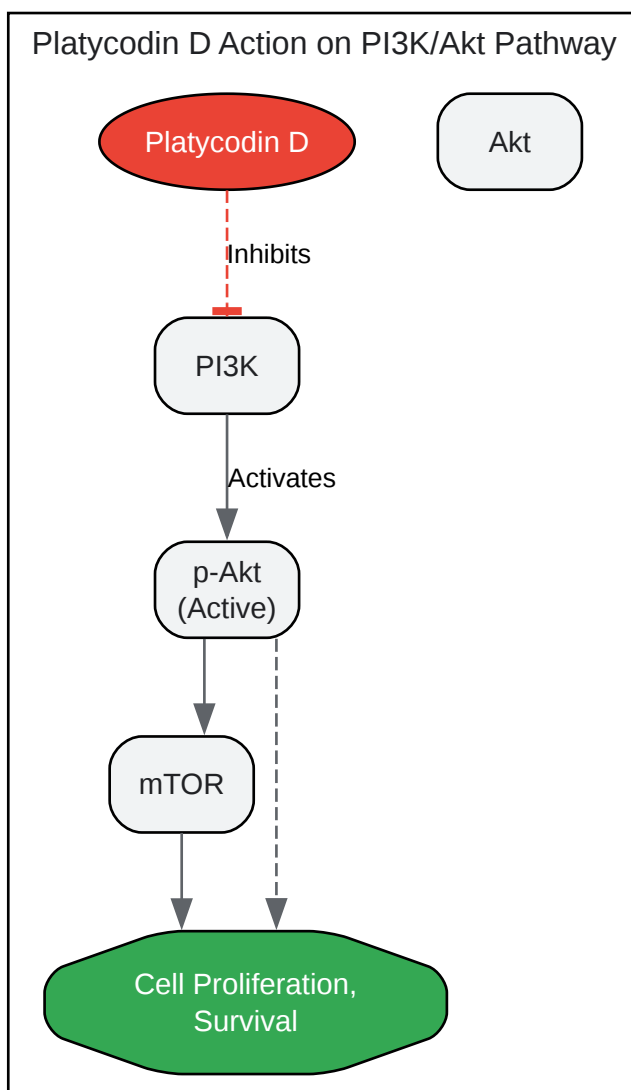 Platycodin D Action on PI3K/Akt Pathway
Platycodin D
Akt
Inhibits
PI3K
Activates
p-Akt
(Active)
mTOR
Cell Proliferation,
Survival